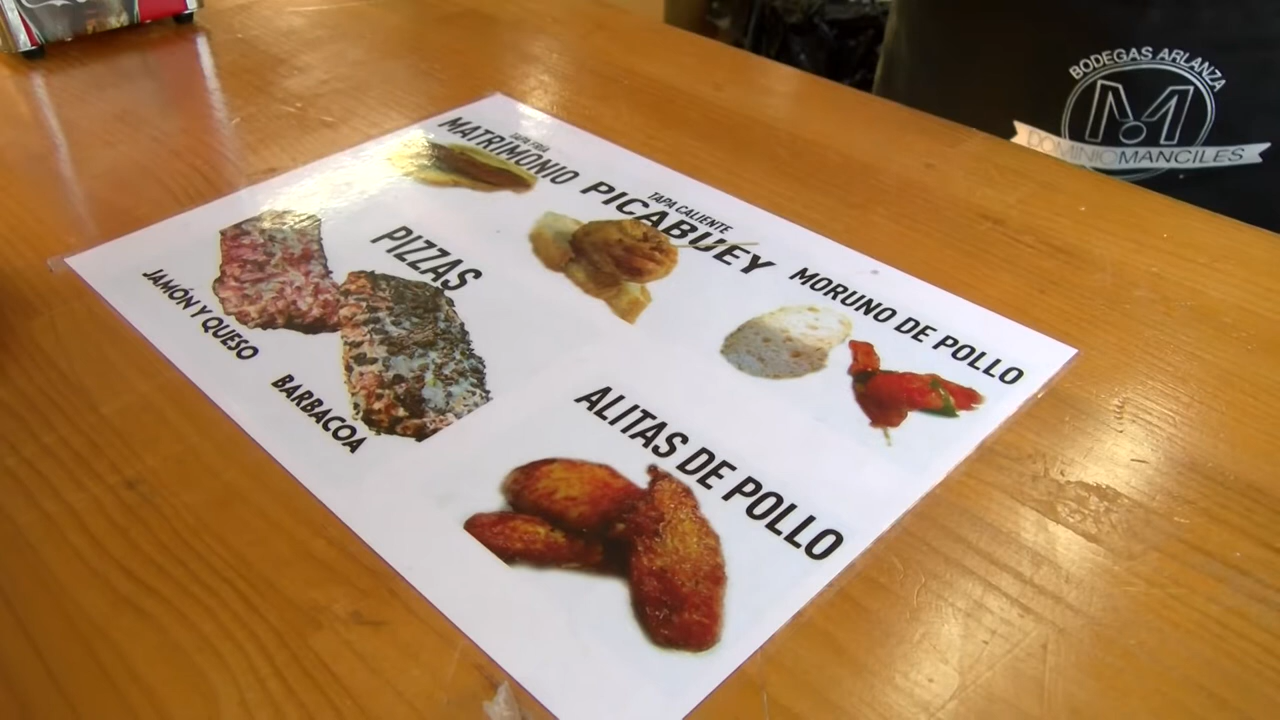 TAPA FRÍA
MATRIMONIO
TAPA CALIENTE
PICABUEY
MORUNO DE POLLO
PIZZAS
JAMÓN Y QUESO
BARBACOA
ALITAS DE POLLO
BODEGAS ARLANZA
M
DOMINIO MANCILES